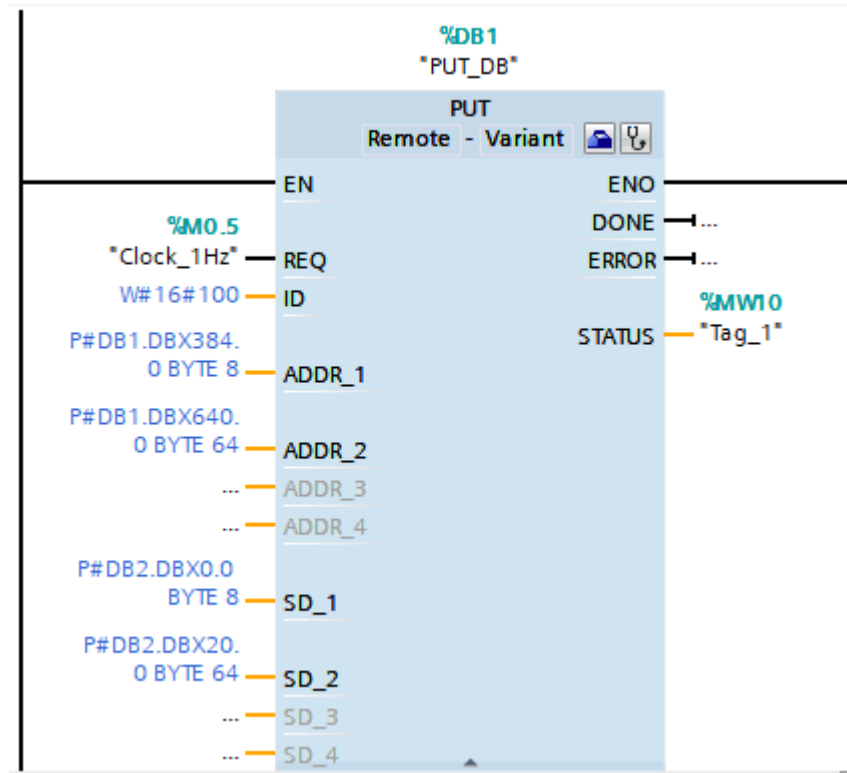 %DB1
"PUT_DB"
PUT
Remote - Variant
EN ENO
DONE ...
%M0.5
"Clock_1Hz" REQ ERROR ...
W#16#100 ID
%MW10
STATUS "Tag_1"
P#DB1.DBX384.
0 BYTE 8 ADDR_1
P#DB1.DBX640.
0 BYTE 64 ADDR_2
... ADDR_3
... ADDR_4
P#DB2.DBX0.0
BYTE 8 SD_1
P#DB2.DBX20.
0 BYTE 64 SD_2
... SD_3
... SD_4